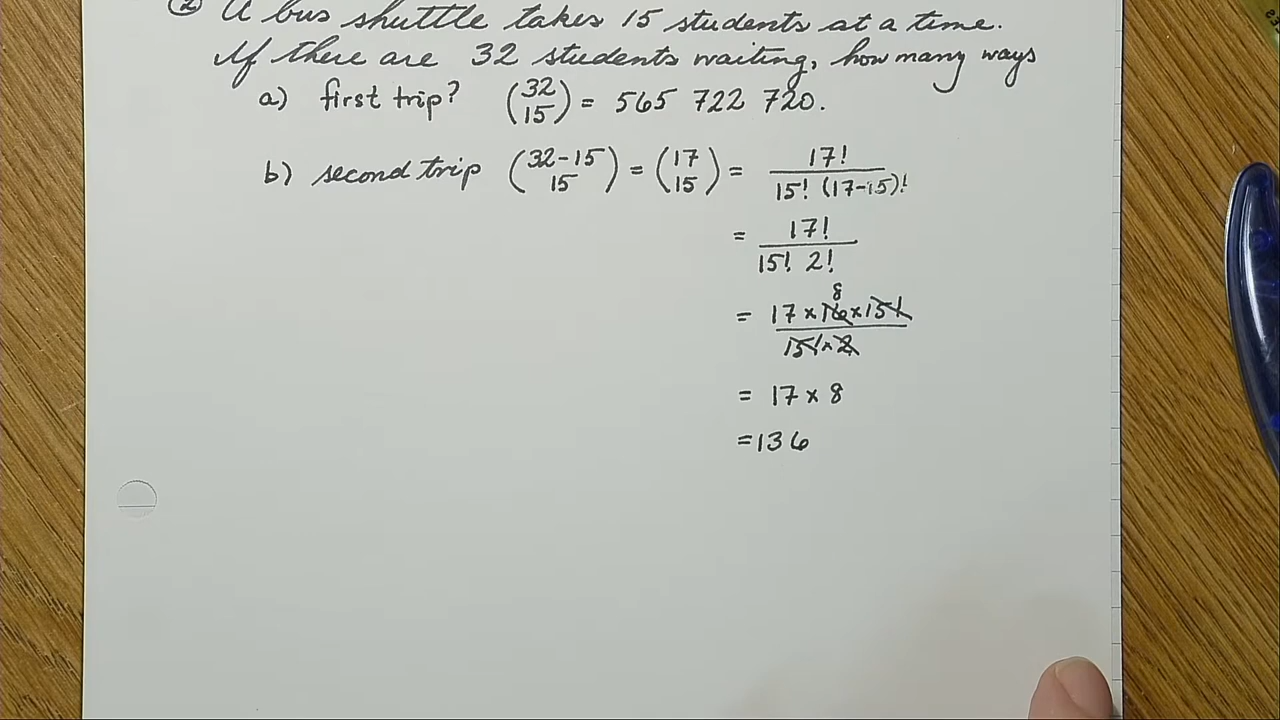 ② A bus shuttle takes 15 students at a time.
If there are 32 students waiting, how many ways
a) first trip? (32 15) = 565 722 720.
b) second trip (32-15 15) = (17 15) = 17! / 15! (17-15)!
= 17! / 15! 2!
= 17 × 16 8 × 15! / 15! × 2
= 17 × 8
= 136